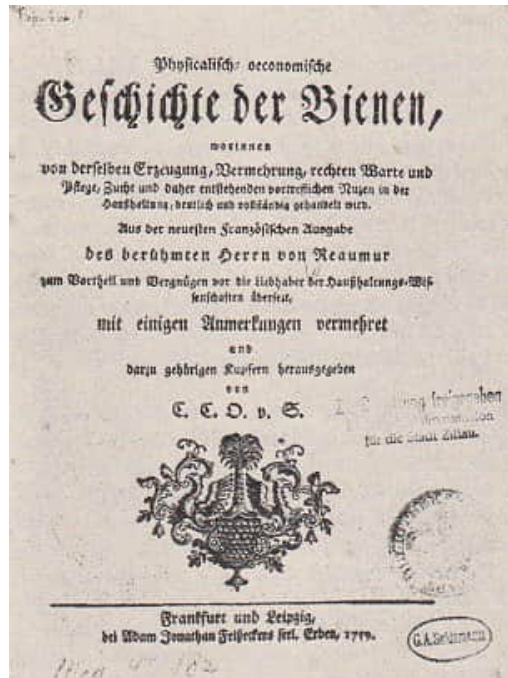 Physicalisch-oeconomische
Geschichte der Bienen,
worinnen
von derselben Erzeugung, Vermehrung, rechten Warte und
Pflege, Zucht und daher entstehenden vortreflichen Nuzen in der
Haußhaltung, deutlich und vollständig gehandelt wird.
Aus der neuesten Französischen Ausgabe
des berühmten Herrn von Reaumur
zum Vortheil und Vergnügen vor die Liebhaber der Haußhaltungs-Wis-
senschaften übersezt,
mit einigen Anmerkungen vermehret
und
darzu gehörigen Kupfern herausgegeben
von
C. C. O. v. S.
freigegeben
für die Stadt Zittau.
Frankfurt und Leipzig,
bei Adam Jonathan Felßeckers seel. Erben, 1759.